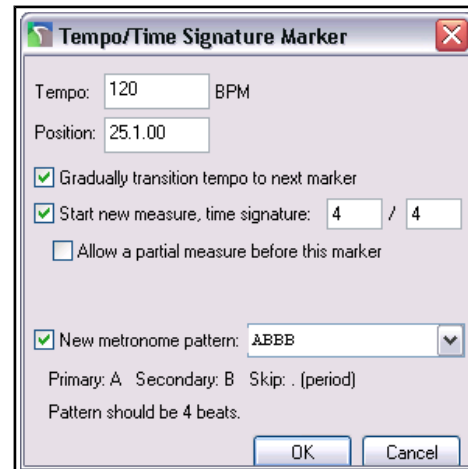 Tempo/Time Signature Marker
Tempo: 120 BPM
Position: 25.1.00
Gradually transition tempo to next marker
Start new measure, time signature: 4 / 4
Allow a partial measure before this marker
New metronome pattern: ABBB
Primary: A Secondary: B Skip: . (period)
Pattern should be 4 beats.
OK Cancel